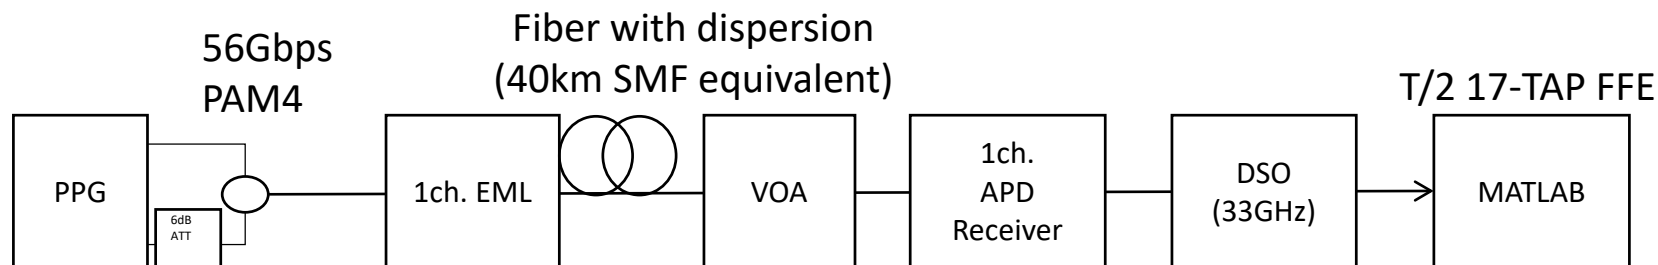 56Gbps
PAM4
Fiber with dispersion
(40km SMF equivalent)
T/2 17-TAP FFE
PPG
6dB
ATT
1ch. EML
VOA
1ch.
APD
Receiver
DSO
(33GHz)
MATLAB